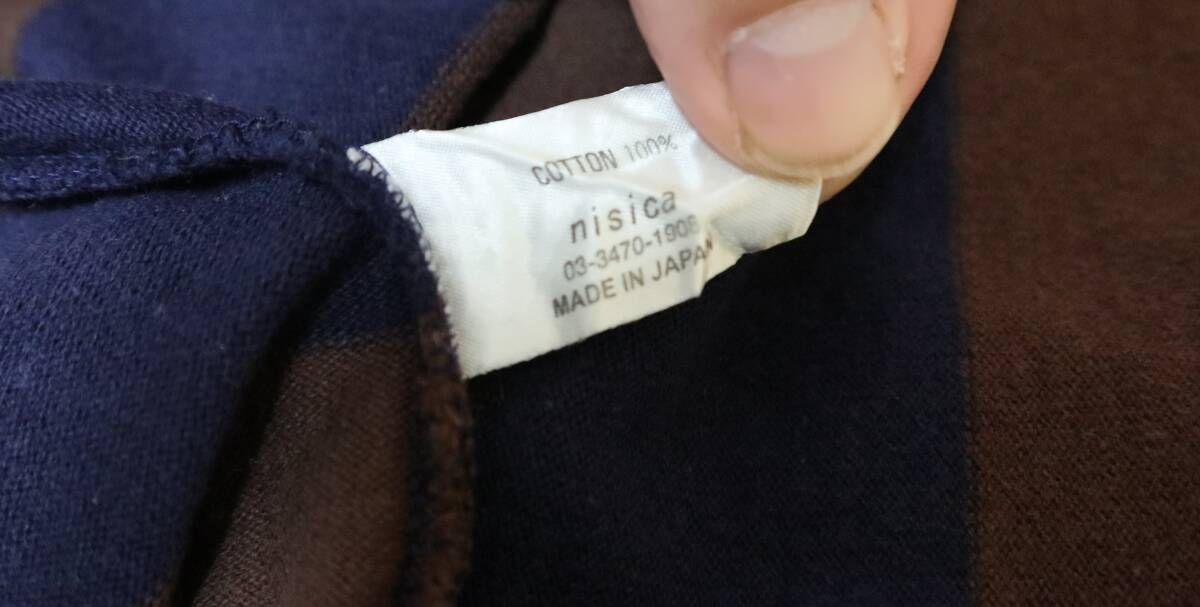 COTTON 100%
nisica
03-3470-1908
MADE IN JAPAN